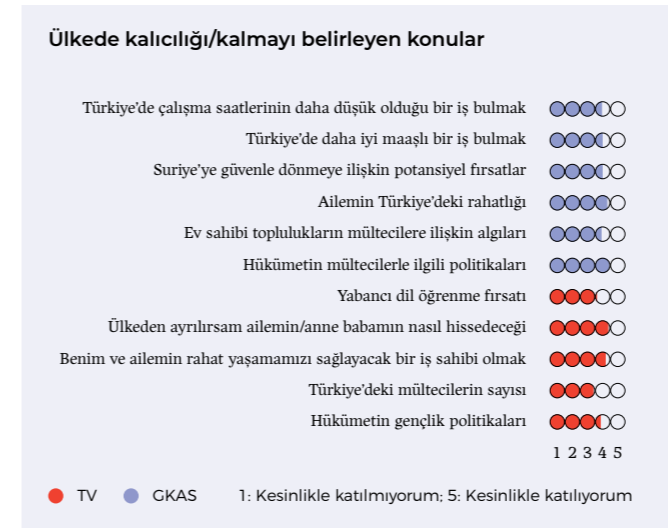 Ülkede kalıcılığı/kalmayı belirleyen konular
Türkiye'de çalışma saatlerinin daha düşük olduğu bir iş bulmak
Türkiye'de daha iyi maaşlı bir iş bulmak
Suriye'ye güvenle dönmeye ilişkin potansiyel fırsatlar
Ailemin Türkiye'deki rahatlığı
Ev sahibi toplulukların mültecilere ilişkin algıları
Hükümetin mültecilerle ilgili politikaları
Yabancı dil öğrenme fırsatı
Ülkeden ayrılırsam ailemin/anne babamın nasıl hissedeceği
Benim ve ailemin rahat yaşamamızı sağlayacak bir iş sahibi olmak
Türkiye'deki mültecilerin sayısı
Hükümetin gençlik politikaları
1 2 3 4 5
TV GKAS 1: Kesinlikle katılmıyorum; 5: Kesinlikle katılıyorum